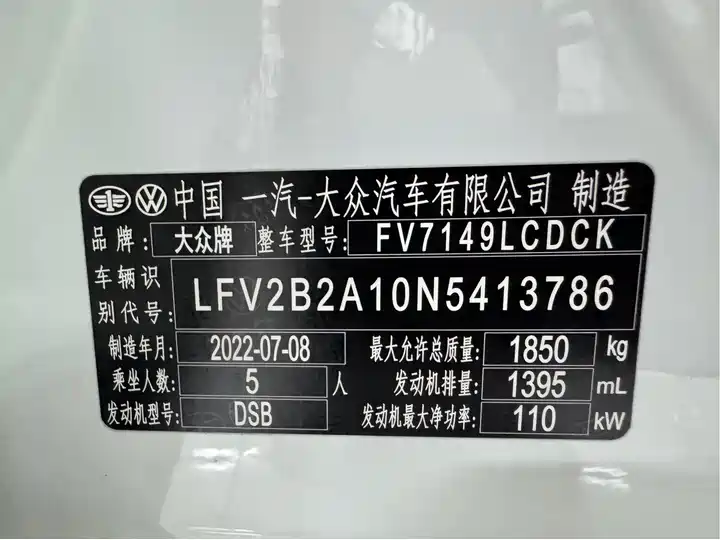 中国 一汽-大众汽车有限公司 制造
品牌: 大众牌 整车型号: FV7149LCDCK
车辆识别代号: LFV2B2A10N5413786
制造年月: 2022-07-08 最大允许总质量: 1850 kg
乘坐人数: 5 人 发动机排量: 1395 mL
发动机型号: DSB 发动机最大净功率: 110 kW